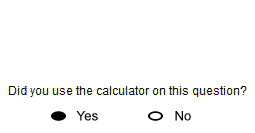 Did you use the calculator on this question?
Yes No